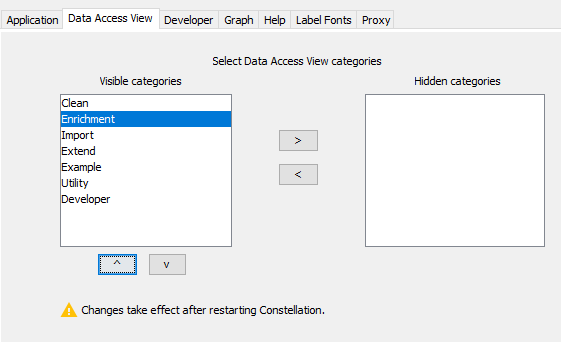 Application Data Access View Developer Graph Help Label Fonts Proxy
Select Data Access View categories
Visible categories Hidden categories
Clean
Enrichment
Import
Extend
Example
Utility
Developer
>
<
^ v
Changes take effect after restarting Constellation.